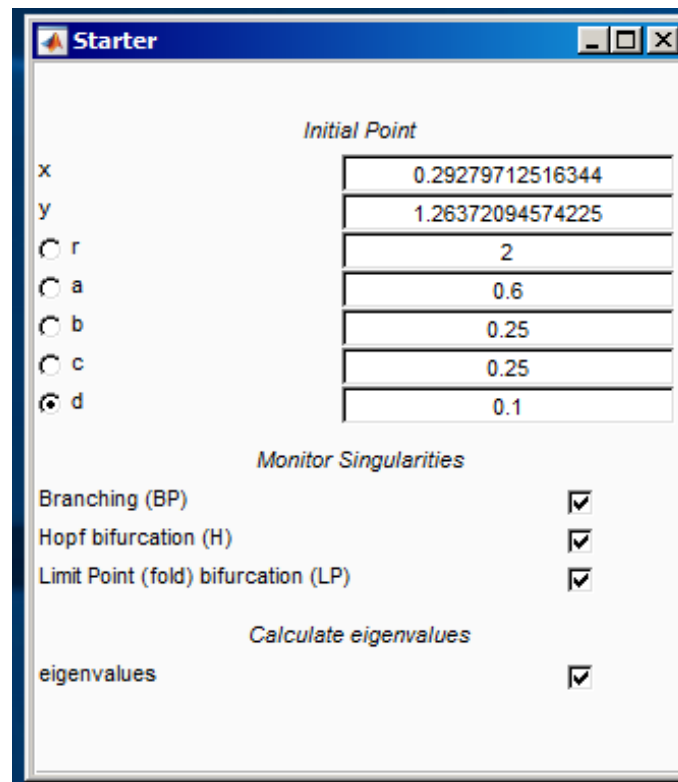 Starter
Initial Point
x 0.29279712516344
y 1.26372094574225
r 2
a 0.6
b 0.25
c 0.25
d 0.1
Monitor Singularities
Branching (BP)
Hopf bifurcation (H)
Limit Point (fold) bifurcation (LP)
Calculate eigenvalues
eigenvalues